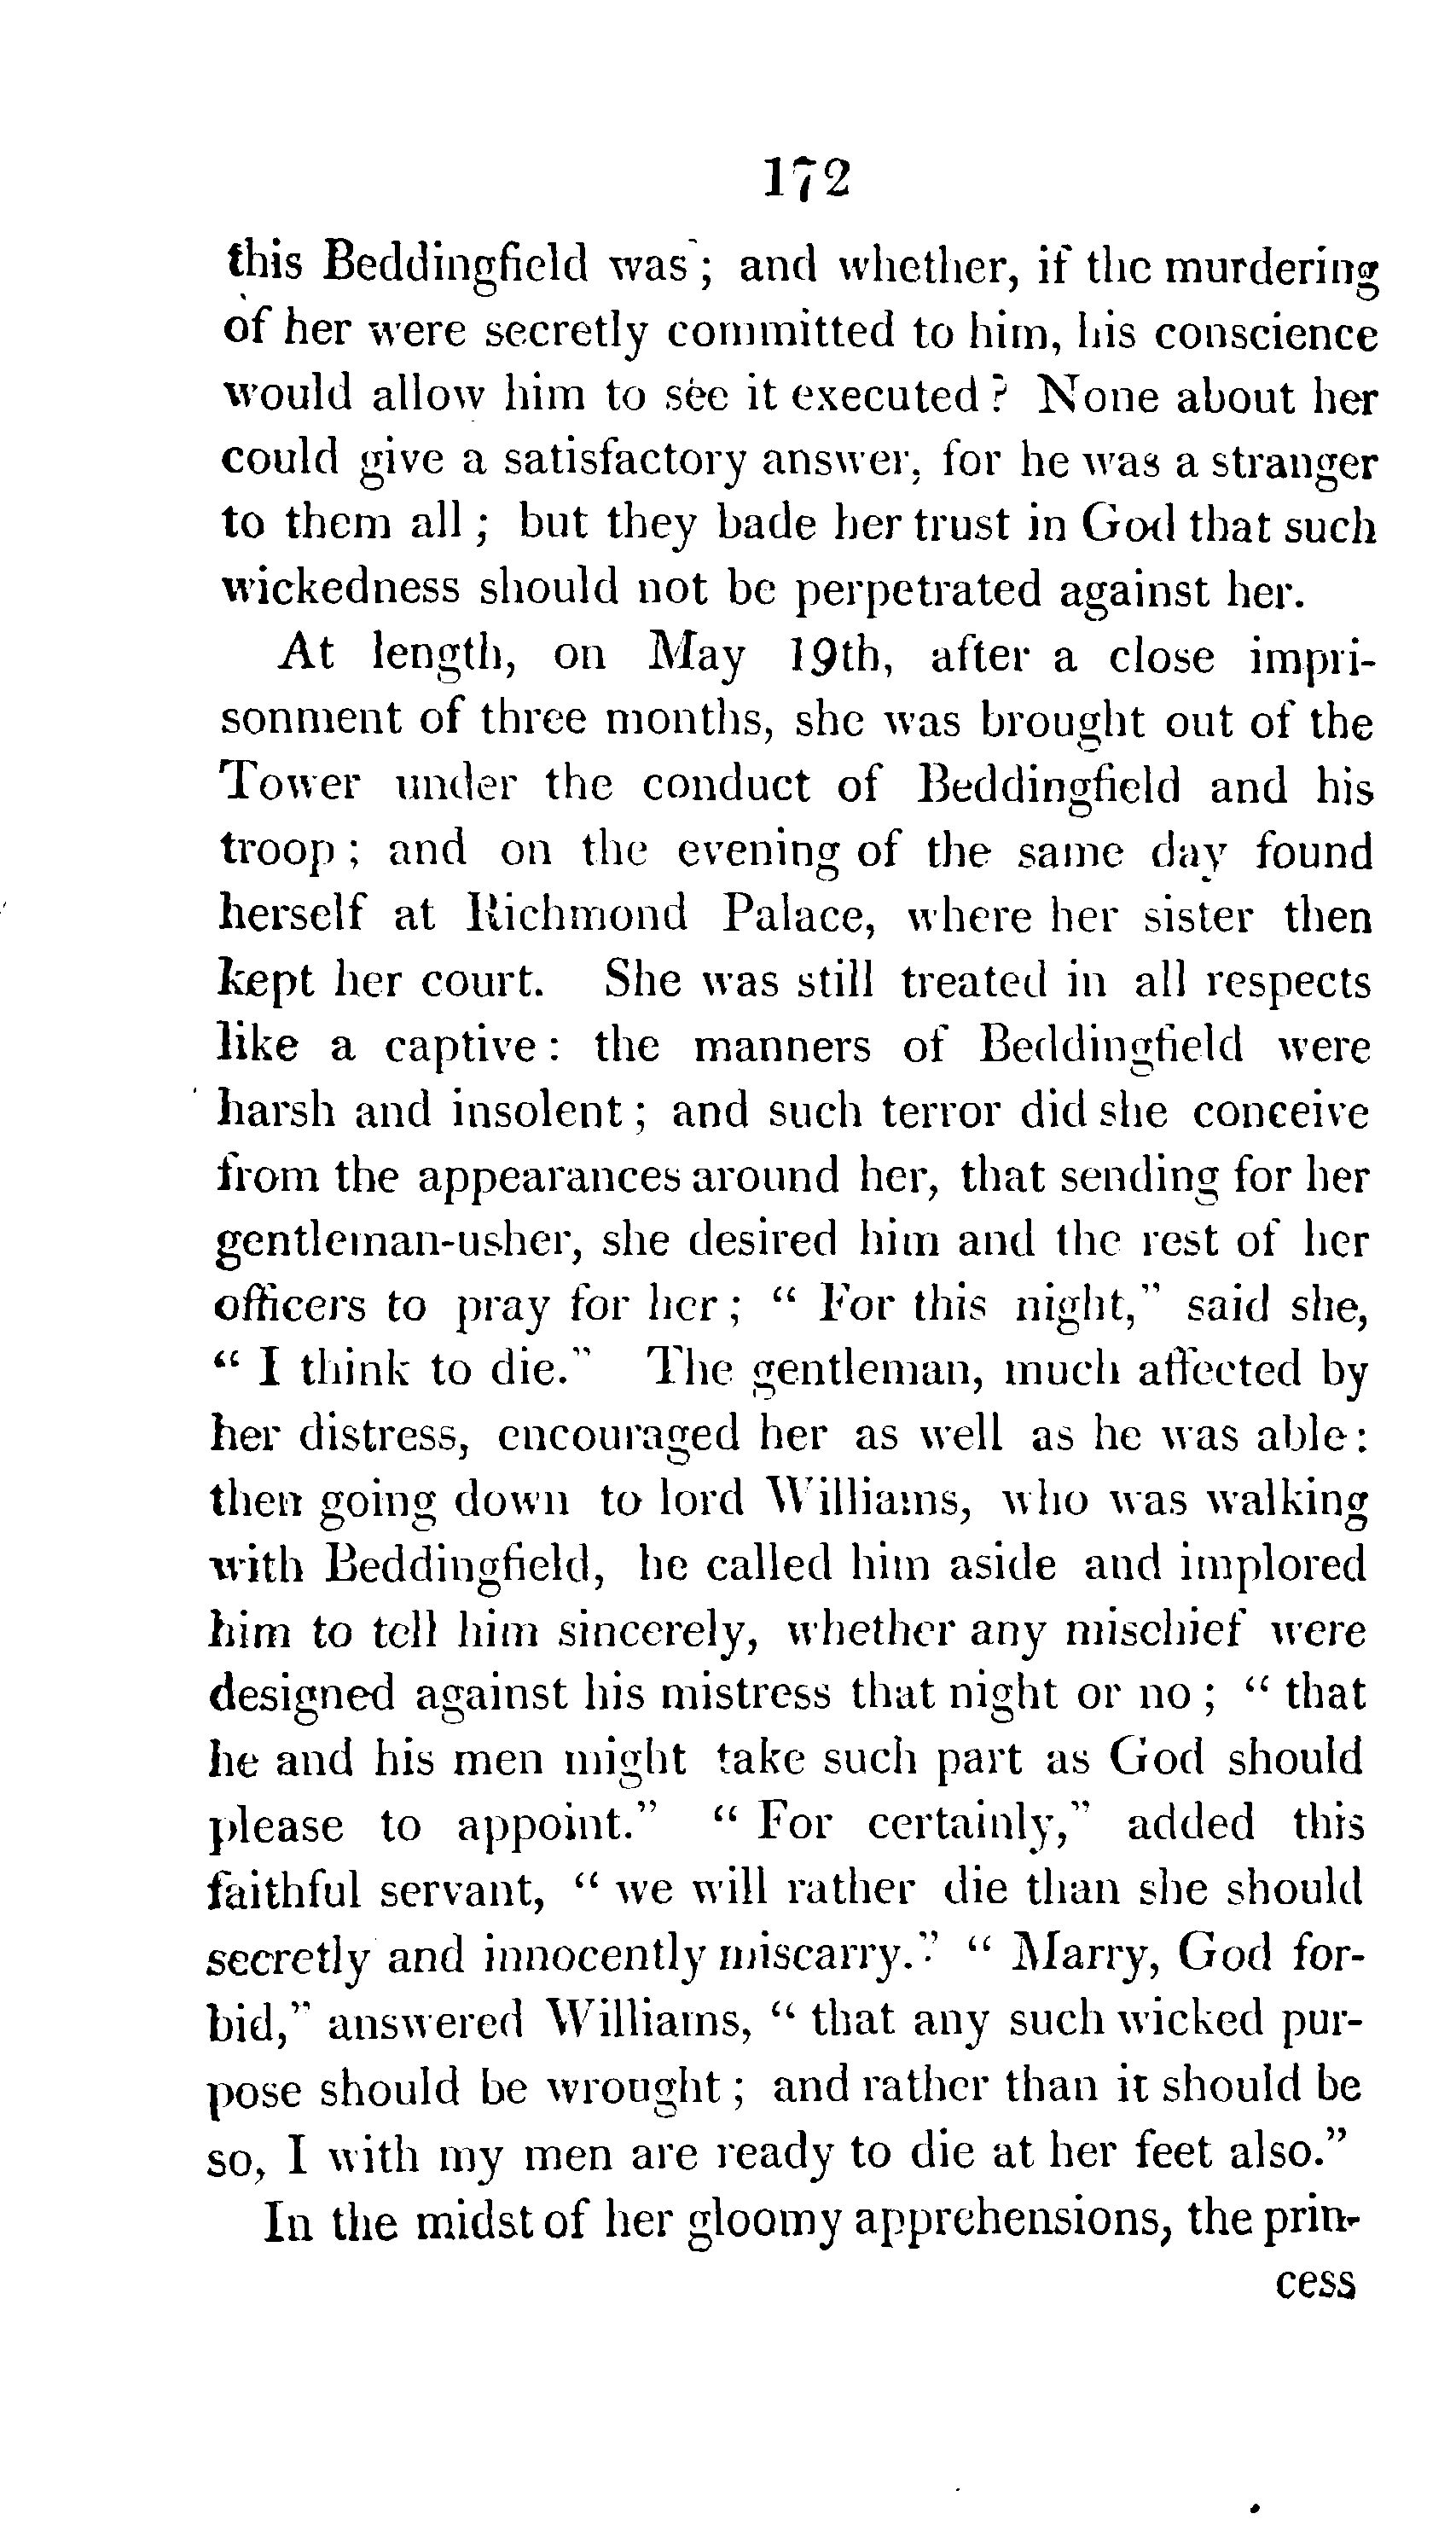 172
this Beddingfield was; and whether, if the murdering
of her were secretly committed to him, his conscience
would allow him to see it executed? None about her
could give a satisfactory answer, for he was a stranger
to them all; but they bade her trust in God that such
wickedness should not be perpetrated against her.
At length, on May 19th, after a close impri-
sonment of three months, she was brought out of the
Tower under the conduct of Beddingfield and his
troop; and on the evening of the same day found
herself at Richmond Palace, where her sister then
kept her court. She was still treated in all respects
like a captive: the manners of Beddingfield were
harsh and insolent; and such terror did she conceive
from the appearances around her, that sending for her
gentleman-usher, she desired him and the rest of her
officers to pray for her; "For this night," said she,
"I think to die." The gentleman, much affected by
her distress, encouraged her as well as he was able:
then going down to lord Williams, who was walking
with Beddingfield, he called him aside and implored
him to tell him sincerely, whether any mischief were
designed against his mistress that night or no; "that
he and his men might take such part as God should
please to appoint." "For certainly," added this
faithful servant, "we will rather die than she should
secretly and innocently miscarry." "Marry, God for-
bid," answered Williams, "that any such wicked pur-
pose should be wrought; and rather than it should be
so, I with my men are ready to die at her feet also."
In the midst of her gloomy apprehensions, the prin-
cess